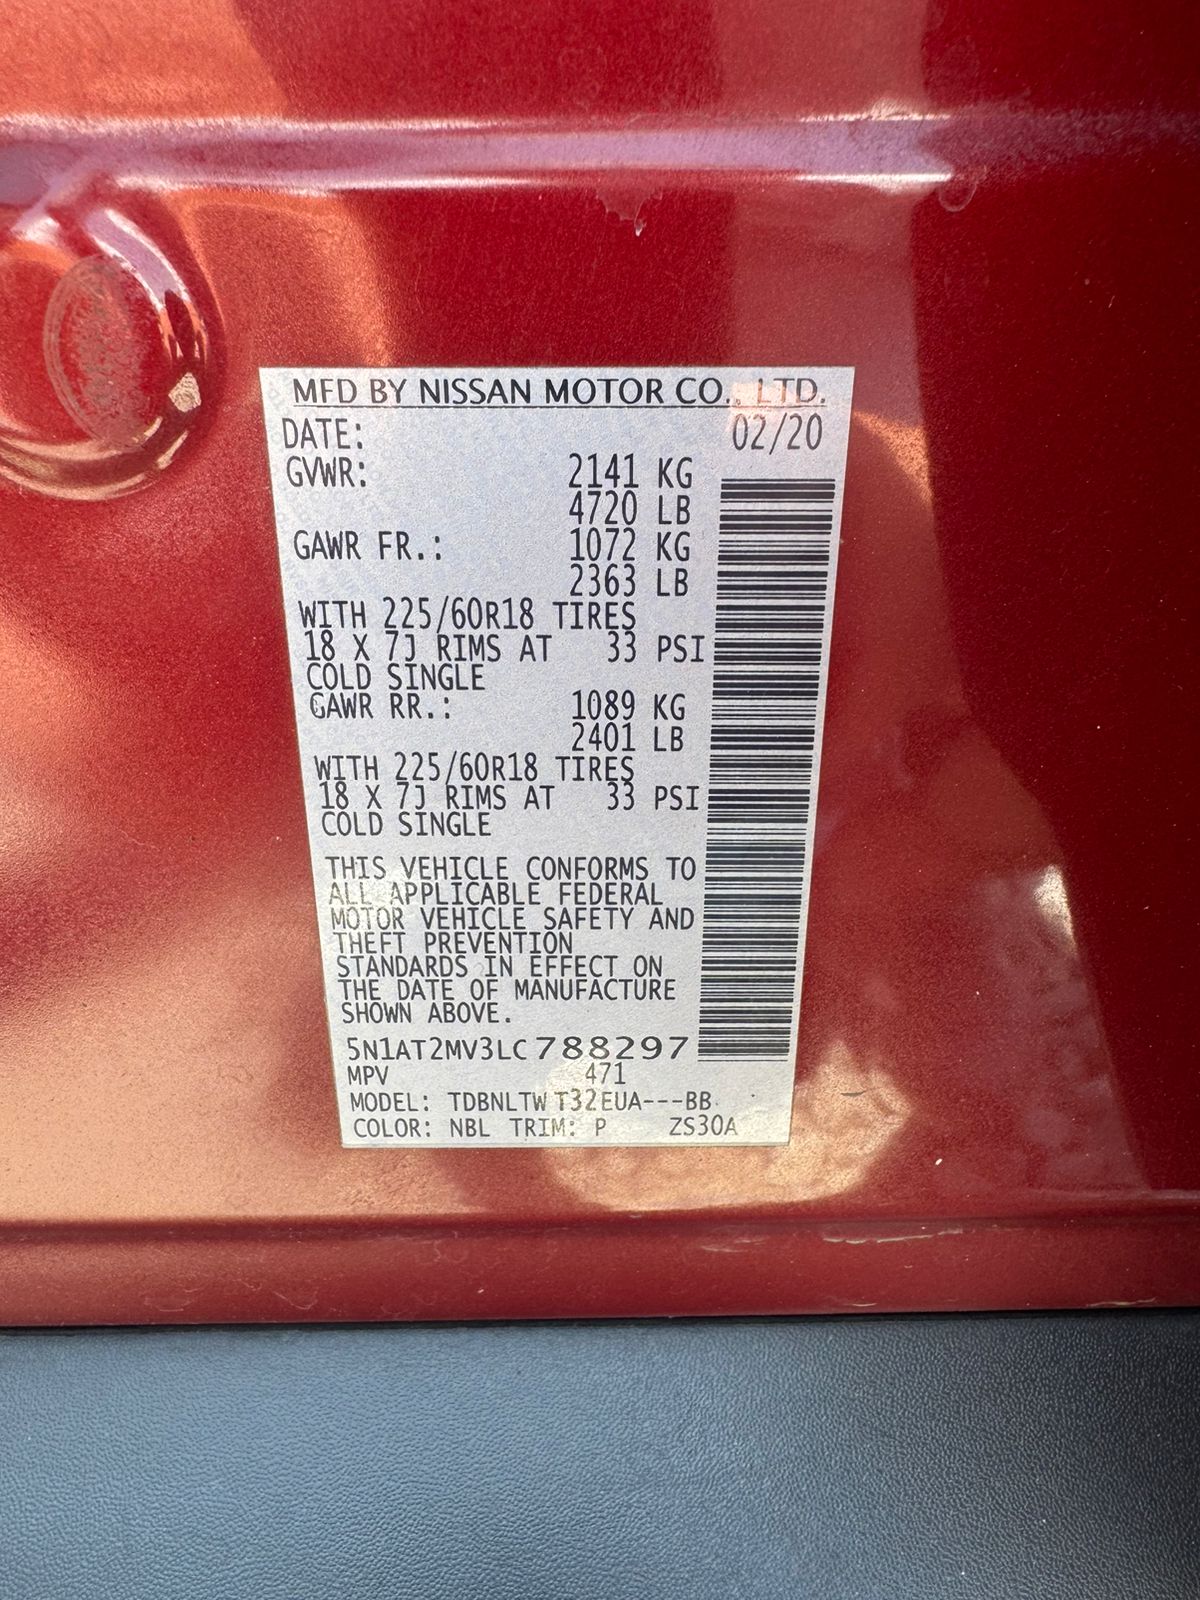 MFD BY NISSAN MOTOR CO., LTD.
DATE: 02/20
GVWR: 2141 KG
4720 LB
GAWR FR.: 1072 KG
2363 LB
WITH 225/60R18 TIRES
18 X 7J RIMS AT 33 PSI
COLD SINGLE
GAWR RR.: 1089 KG
2401 LB
WITH 225/60R18 TIRES
18 X 7J RIMS AT 33 PSI
COLD SINGLE
THIS VEHICLE CONFORMS TO
ALL APPLICABLE FEDERAL
MOTOR VEHICLE SAFETY AND
THEFT PREVENTION
STANDARDS IN EFFECT ON
THE DATE OF MANUFACTURE
SHOWN ABOVE.
5N1AT2MV3LC788297
MPV 471
MODEL: TDBNLTWT32EUA---BB
COLOR: NBL TRIM: P ZS30A